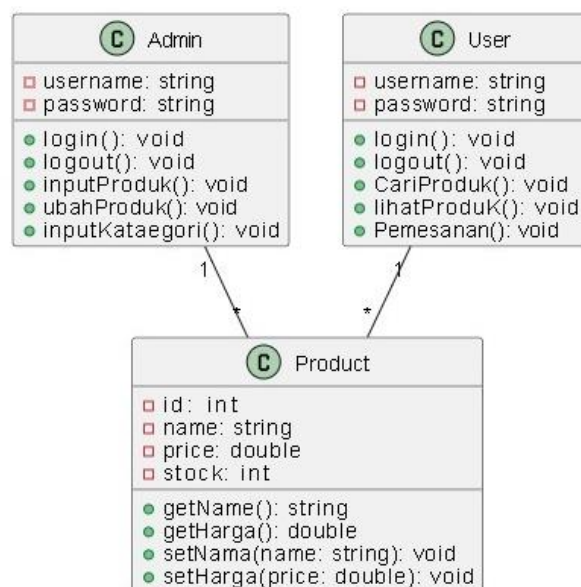 C Admin
username: string
password: string
login(): void
logout(): void
inputProduk(): void
ubahProduk(): void
inputKataegori(): void
C User
username: string
password: string
login(): void
logout(): void
CariProduk(): void
lihatProduK(): void
Pemesanan(): void
1
*
1
*
C Product
id: int
name: string
price: double
stock: int
getName(): string
getHarga(): double
setNama(name: string): void
setHarga(price: double): void